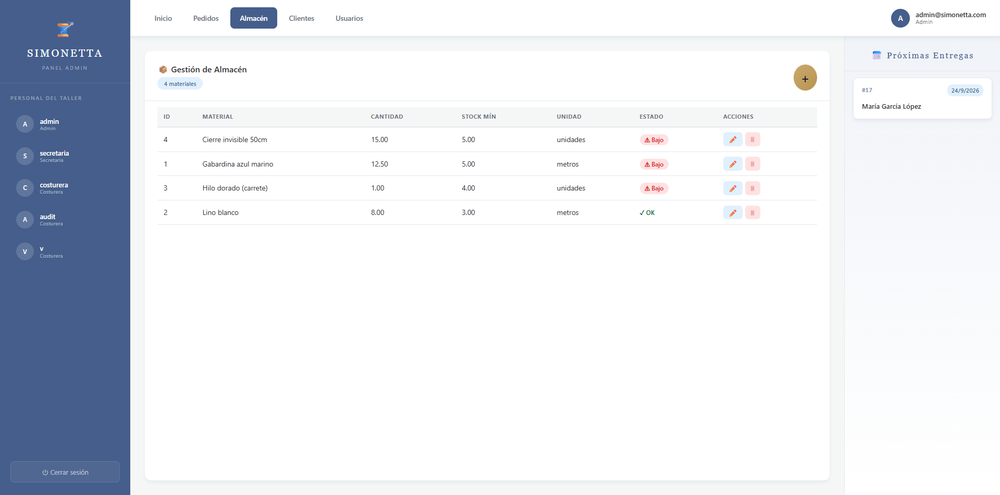 SIMONETTA
PANEL ADMIN
PERSONAL DEL TALLER
A admin
Admin
S secretaria
Secretaria
C costurera
Costurera
A audit
Costurera
V v
Costurera
Cerrar sesión
Inicio Pedidos Almacén Clientes Usuarios
A admin@simonetta.com
Admin
Gestión de Almacén
4 materiales
+
ID MATERIAL CANTIDAD STOCK MÍN UNIDAD ESTADO ACCIONES
4 Cierre invisible 50cm 15.00 5.00 unidades ⚠ Bajo
1 Gabardina azul marino 12.50 5.00 metros ⚠ Bajo
3 Hilo dorado (carrete) 1.00 4.00 unidades ⚠ Bajo
2 Lino blanco 8.00 3.00 metros ✓ OK
Próximas Entregas
#17 24/9/2026
María García López